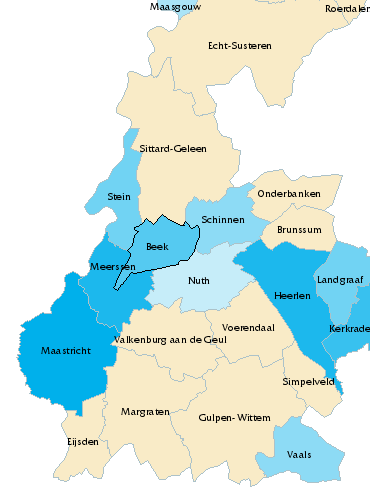 Maasgouw
Roerdalen
Echt-Susteren
Sittard-Geleen
Stein
Onderbanken
Schinnen
Brunssum
Beek
Meerssen
Nuth
Landgraaf
Heerlen
Kerkrade
Voerendaal
Valkenburg aan de Geul
Maastricht
Simpelveld
Margraten
Gulpen- Wittem
Eijsden
Vaals